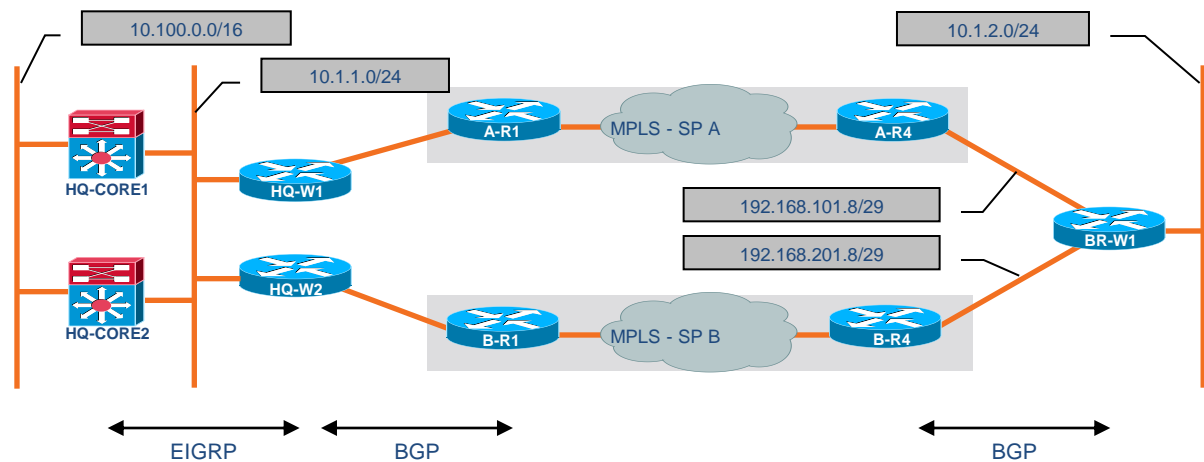 10.100.0.0/16
10.1.2.0/24
10.1.1.0/24
A-R1
MPLS - SP A
A-R4
HQ-CORE1
HQ-W1
192.168.101.8/29
BR-W1
192.168.201.8/29
HQ-W2
HQ-CORE2
B-R1
MPLS - SP B
B-R4
EIGRP
BGP
BGP